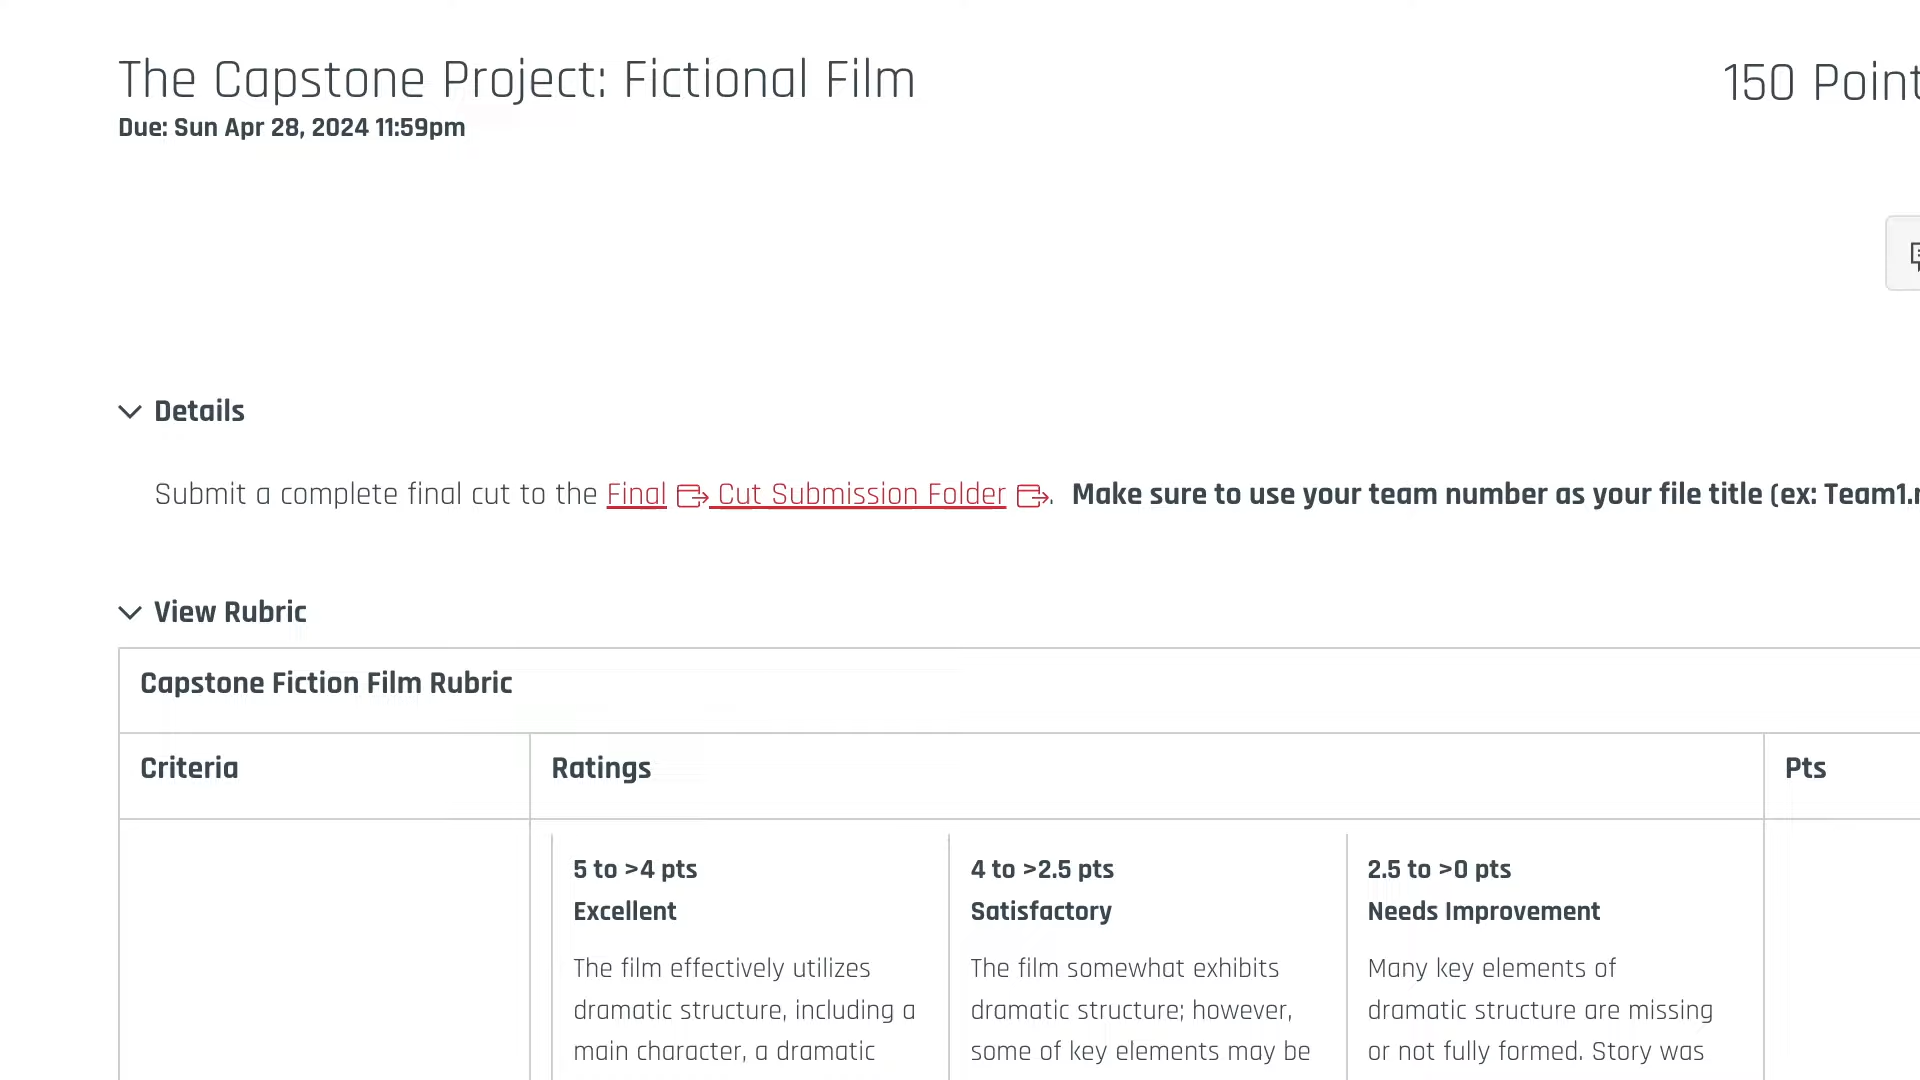 The Capstone Project: Fictional Film
150 Point
Due: Sun Apr 28, 2024 11:59pm
Details
Submit a complete final cut to the Final Cut Submission Folder. Make sure to use your team number as your file title (ex: Team1.
View Rubric
Capstone Fiction Film Rubric
Criteria
Ratings
Pts
5 to >4 pts
Excellent
The film effectively utilizes
dramatic structure, including a
main character, a dramatic
4 to >2.5 pts
Satisfactory
The film somewhat exhibits
dramatic structure; however,
some of key elements may be
2.5 to >0 pts
Needs Improvement
Many key elements of
dramatic structure are missing
or not fully formed. Story was